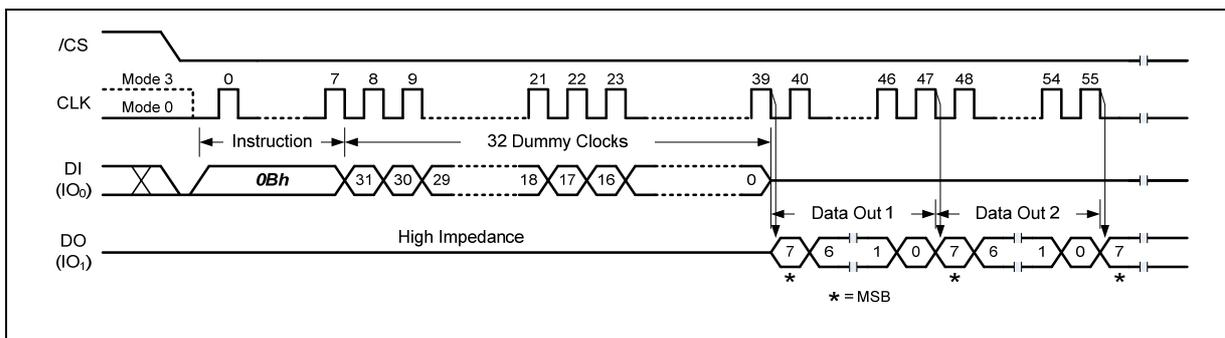 /CS
Mode 3 0 7 8 9 21 22 23 39 40 46 47 48 54 55
CLK Mode 0
Instruction 32 Dummy Clocks
DI (IO₀) 0Bh 31 30 29 18 17 16 0
Data Out 1 Data Out 2
High Impedance
DO (IO₁) 7 6 1 0 7 6 1 0 7
* * *
* = MSB